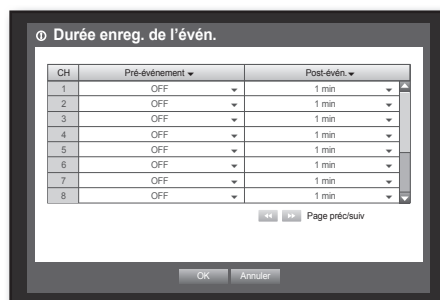 Durée enreg. de l'évén.
CH Pré-événement Post-évén.
1 OFF 1 min
2 OFF 1 min
3 OFF 1 min
4 OFF 1 min
5 OFF 1 min
6 OFF 1 min
7 OFF 1 min
8 OFF 1 min
Page préc/suiv
OK Annuler